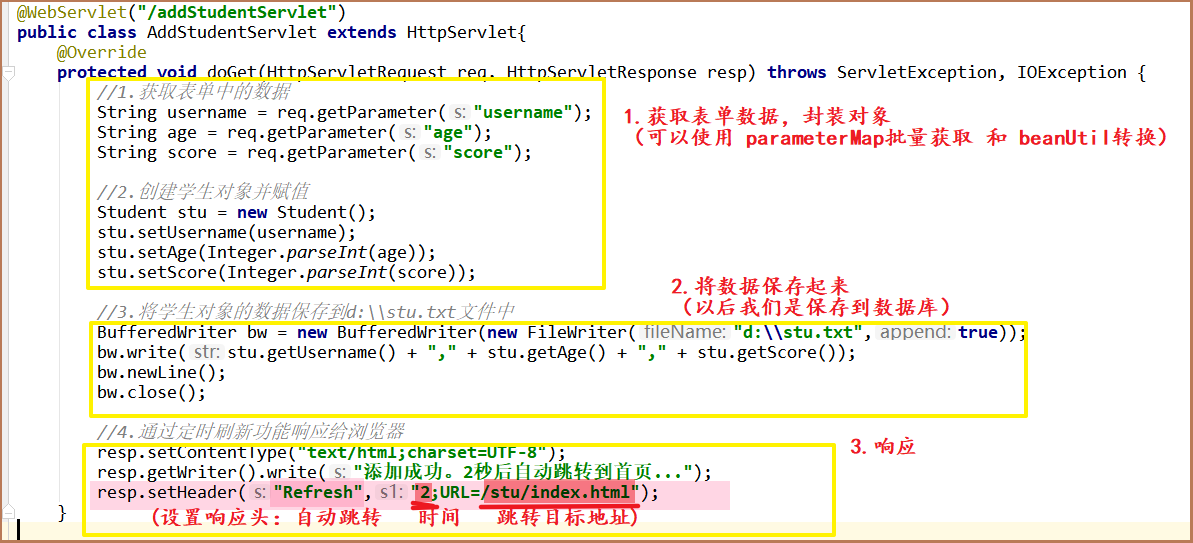 @WebServlet("/addStudentServlet")
public class AddStudentServlet extends HttpServlet{
@Override
protected void doGet(HttpServletRequest req, HttpServletResponse resp) throws ServletException, IOException {
//1.获取表单中的数据
String username = req.getParameter( s: "username");
String age = req.getParameter( s: "age");
String score = req.getParameter( s: "score");
1.获取表单数据，封装对象
（可以使用 parameterMap批量获取 和 beanUtil转换）
//2.创建学生对象并赋值
Student stu = new Student();
stu.setUsername(username);
stu.setAge(Integer.parseInt(age));
stu.setScore(Integer.parseInt(score));
2.将数据保存起来
（以后我们是保存到数据库）
//3.将学生对象的数据保存到d:\\stu.txt文件中
BufferedWriter bw = new BufferedWriter(new FileWriter( fileName: "d:\\stu.txt", append: true));
bw.write( str: stu.getUsername() + "," + stu.getAge() + "," + stu.getScore());
bw.newLine();
bw.close();
//4.通过定时刷新功能响应给浏览器
3.响应
resp.setContentType("text/html;charset=UTF-8");
resp.getWriter().write( s: "添加成功。2秒后自动跳转到首页...");
resp.setHeader( s: "Refresh", s1: "2;URL=/stu/index.html");
(设置响应头：自动跳转 时间 跳转目标地址)
}